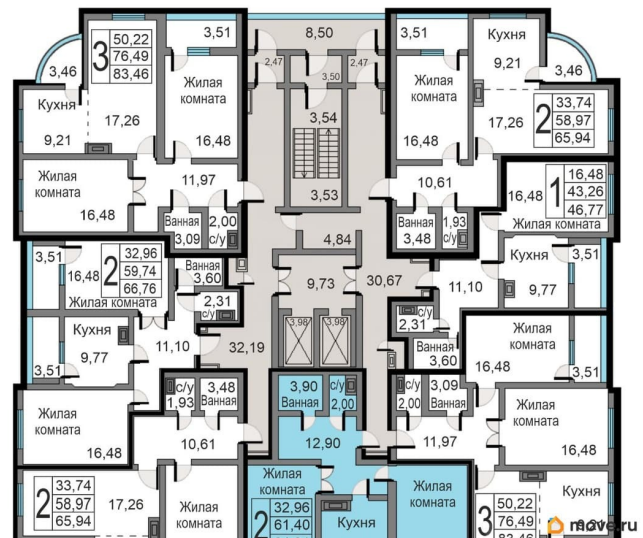 3
50,22
76,49
83,46
3,51
8,50
3,51
2,47
2,47
3,50
3,46
Кухня
9,21
17,26
Жилая
комната
16,48
3,54
3,53
Жилая
комната
16,48
Кухня
9,21
3,46
2
33,74
58,97
65,94
17,26
Жилая
комната
16,48
11,97
Ванная
3,09
2,00
с/у
4,84
10,61
Ванная
3,48
1,93
с/у
16,48
Жилая комната
1
16,48
43,26
46,77
3,51
16,48
2
32,96
59,74
66,76
Жилая комната
Ванная
3,60
2,31
с/у
9,73
30,67
11,10
Кухня
9,77
3,51
3,51
Кухня
9,77
11,10
32,19
3,98
3,98
с/у
2,31
Ванная
3,60
16,48
3,51
Жилая
комната
16,48
с/у
1,93
3,48
Ванная
10,61
3,90
Ванная
с/у
2,00
12,90
с/у
2,00
3,09
Ванная
11,97
Жилая
комната
16,48
2
33,74
58,97
65,94
17,26
Жилая
комната
Жилая
комната
2
32,96
61,40
Кухня
Жилая
комната
3
50,22
76,49
83,46
Кухня
9,21
move.ru